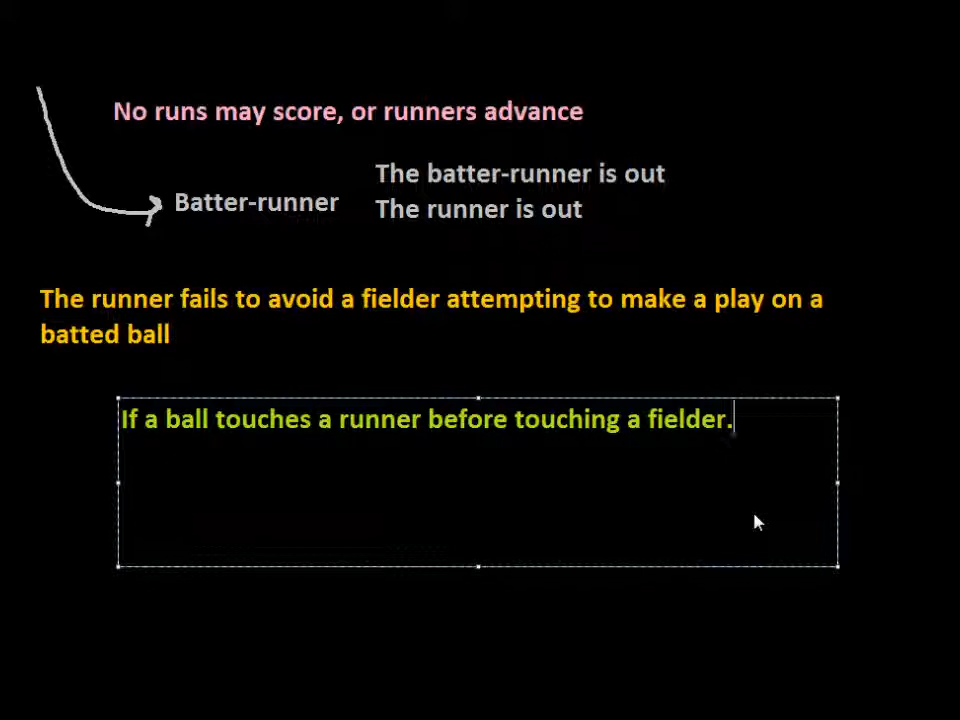 No runs may score, or runners advance
The batter-runner is out
Batter-runner
The runner is out
The runner fails to avoid a fielder attempting to make a play on a
batted ball
If a ball touches a runner before touching a fielder.